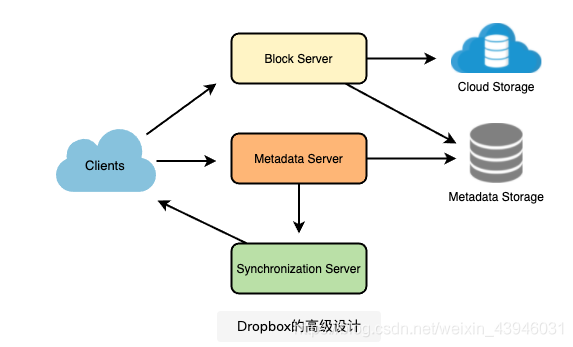 Block Server
Cloud Storage
Clients
Metadata Server
Metadata Storage
Synchronization Server
Dropbox的高级设计
https://blog.csdn.net/weixin_43946031